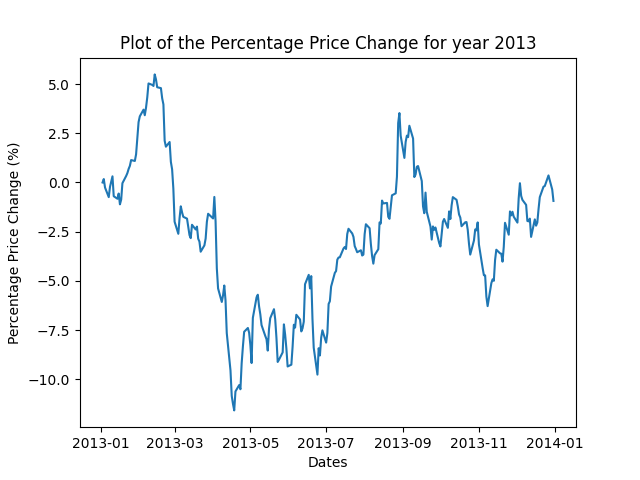 Plot of the Percentage Price Change for year 2013
Percentage Price Change (%)
5.0
2.5
0.0
−2.5
−5.0
−7.5
−10.0
2013-01 2013-03 2013-05 2013-07 2013-09 2013-11 2014-01
Dates